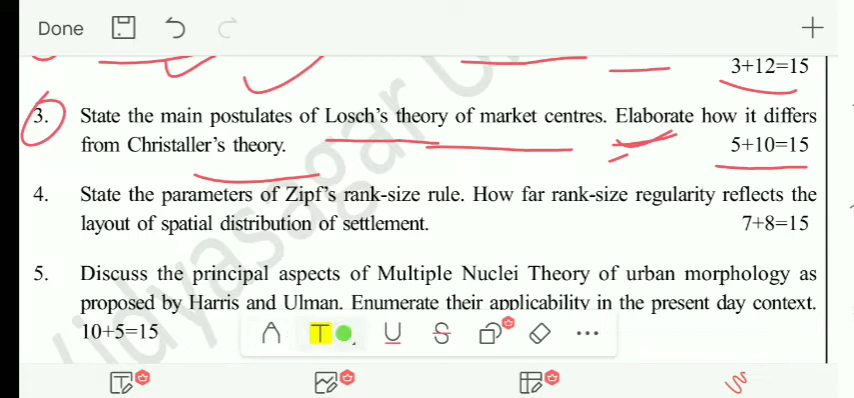 Done
3+12=15
3. State the main postulates of Losch's theory of market centres. Elaborate how it differs
from Christaller's theory. 5+10=15
4. State the parameters of Zipf's rank-size rule. How far rank-size regularity reflects the
layout of spatial distribution of settlement. 7+8=15
5. Discuss the principal aspects of Multiple Nuclei Theory of urban morphology as
proposed by Harris and Ulman. Enumerate their applicability in the present day context.
10+5=15
T U S